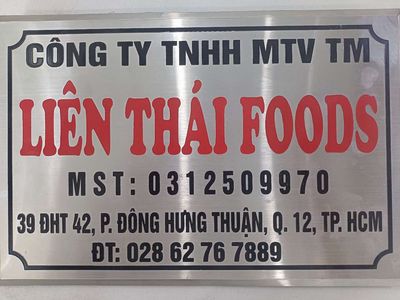 CÔNG TY TNHH MTV TM
LIÊN THÁI FOODS
MST: 0312509970
39 ĐHT 42, P. ĐÔNG HƯNG THUẬN, Q. 12, TP. HCM
ĐT: 028 62 76 7889